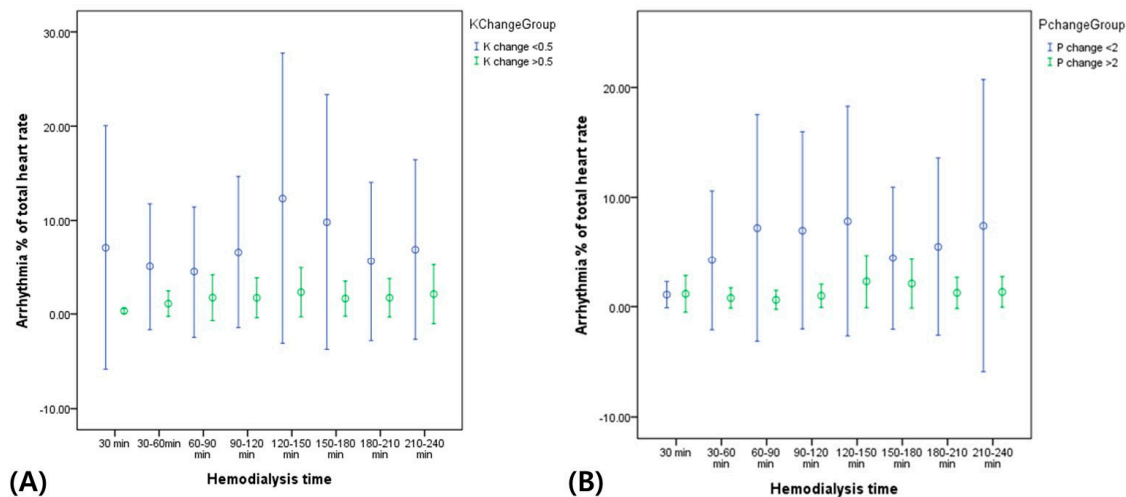 KChangeGroup
K change <0.5
K change >0.5
30.00
20.00
10.00
0.00
-10.00
Arrhythmia % of total heart rate
30 min
30-60min
60-90
min
90-120
min
120-150
min
150-180
min
180-210
min
210-240
min
Hemodialysis time
(A)
PchangeGroup
P change <2
P change >2
20.00
10.00
0.00
-10.00
Arrhythmia % of total heart rate
30 min
30-60
min
60-90
min
90-120
min
120-150
min
150-180
min
180-210
min
210-240
min
Hemodialysis time
(B)